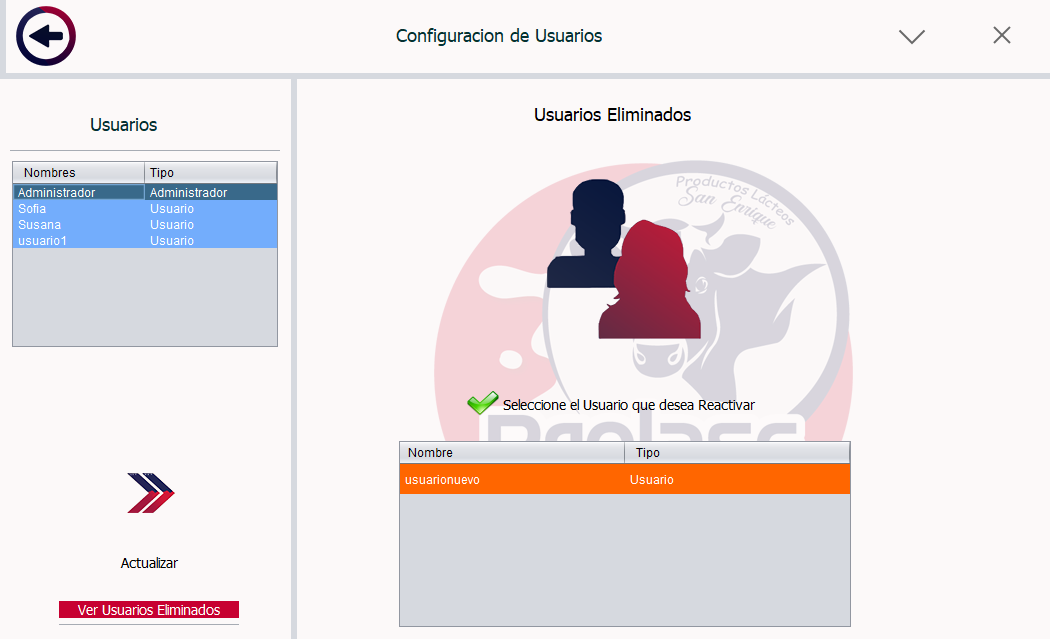 Configuracion de Usuarios
Usuarios
Nombres Tipo
Administrador Administrador
Sofia Usuario
Susana Usuario
usuario1 Usuario
Actualizar
Ver Usuarios Eliminados
Usuarios Eliminados
Productos Lácteos
San Enrique
Seleccione el Usuario que desea Reactivar
Nombre Tipo
usuarionuevo Usuario